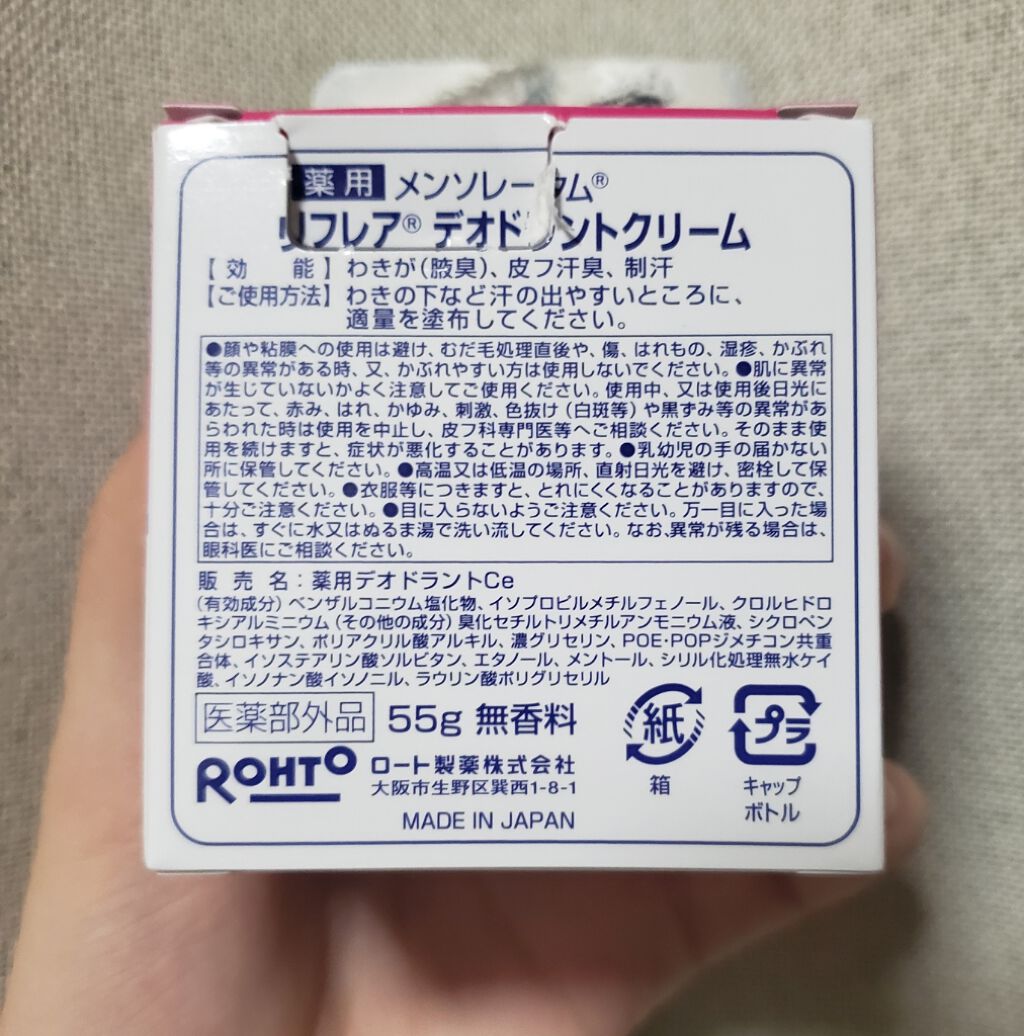 薬用 メンソレータム®
リフレア® デオドラントクリーム
【効 能】わきが(腋臭)、皮フ汗臭、制汗
【ご使用方法】わきの下など汗の出やすいところに、
適量を塗布してください。
●顔や粘膜への使用は避け、むだ毛処理直後や、傷、はれもの、湿疹、かぶれ
等の異常がある時、又、かぶれやすい方は使用しないでください。●肌に異常
が生じていないかよく注意してご使用ください。使用中、又は使用後日光に
あたって、赤み、はれ、かゆみ、刺激、色抜け(白斑等)や黒ずみ等の異常があ
らわれた時は使用を中止し、皮フ科専門医等へご相談ください。そのまま使
用を続けますと、症状が悪化することがあります。●乳幼児の手の届かない
所に保管してください。●高温又は低温の場所、直射日光を避け、密栓して保
管してください。●衣服等につきますと、とれにくくなることがありますので、
十分ご注意ください。●目に入らないようご注意ください。万一目に入った場
合は、すぐに水又はぬるま湯で洗い流してください。なお、異常が残る場合は、
眼科医にご相談ください。
販 売 名:薬用デオドラントCe
(有効成分)ベンザルコニウム塩化物、イソプロピルメチルフェノール、クロルヒドロ
キシアルミニウム(その他の成分)臭化セチルトリメチルアンモニウム液、シクロペン
タシロキサン、ポリアクリル酸アルキル、濃グリセリン、POE・POPジメチコン共重
合体、イソステアリン酸ソルビタン、エタノール、メントール、シリル化処理無水ケイ
酸、イソノナン酸イソノニル、ラウリン酸ポリグリセリル
医薬部外品 55g 無香料
紙
箱
プラ
キャップ
ボトル
ROHTO ロート製薬株式会社
大阪市生野区巽西1-8-1
MADE IN JAPAN